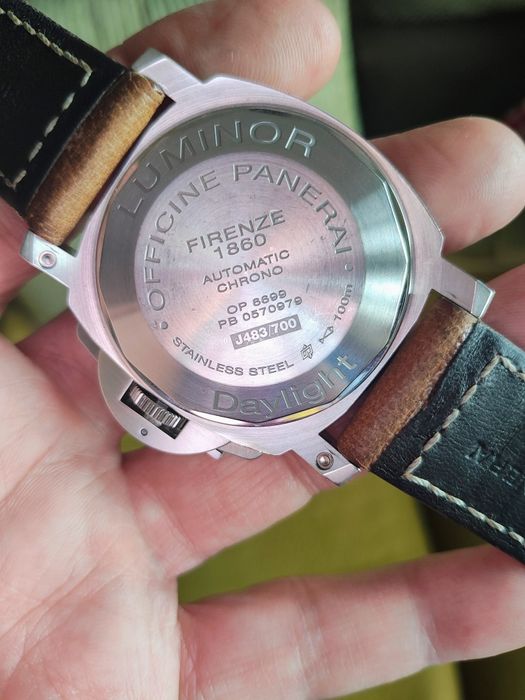 LUMINOR
OFFICINE PANERAI
FIRENZE
1860
AUTOMATIC
CHRONO
OP 6699
PB 0570979
J483/700
STAINLESS STEEL 100m
Daylight